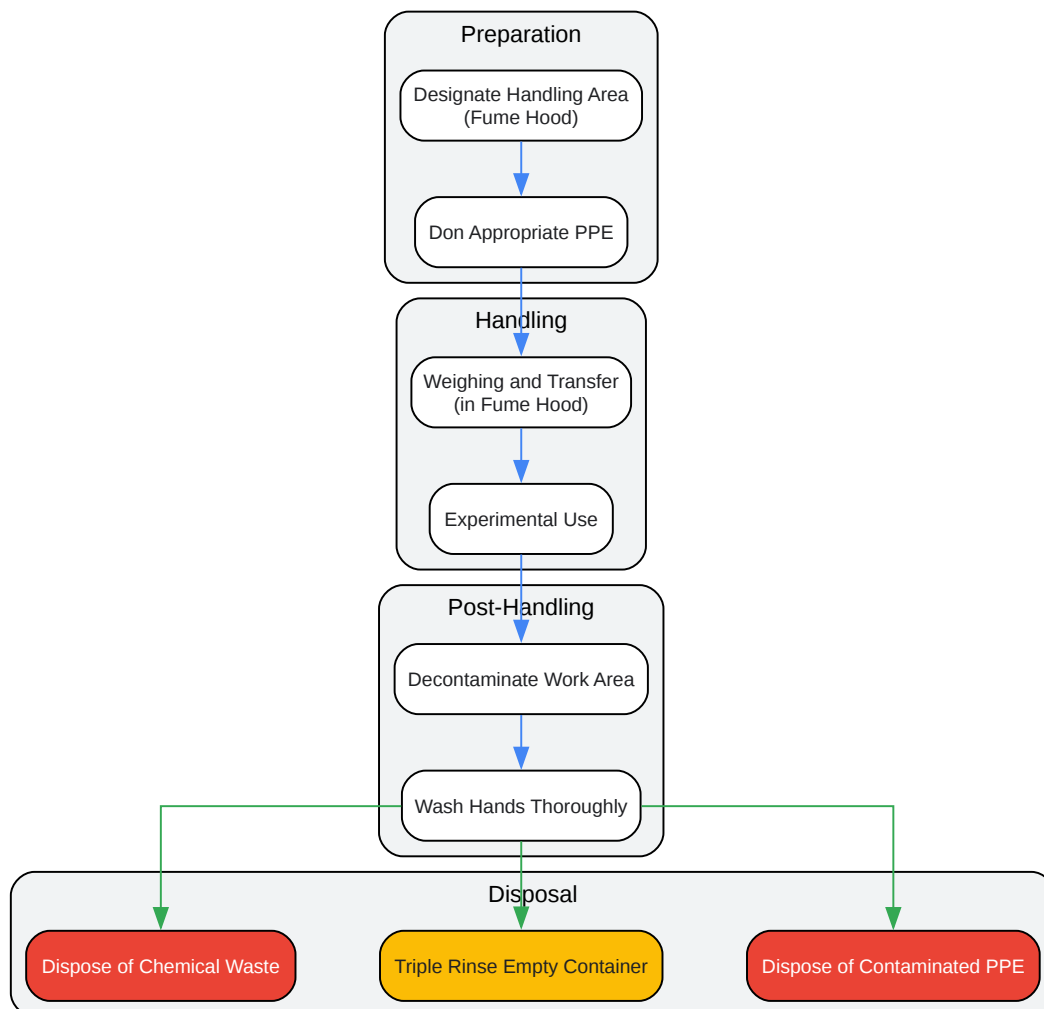 Preparation
Designate Handling Area
(Fume Hood)
Don Appropriate PPE
Handling
Weighing and Transfer
(in Fume Hood)
Experimental Use
Post-Handling
Decontaminate Work Area
Wash Hands Thoroughly
Disposal
Dispose of Chemical Waste
Triple Rinse Empty Container
Dispose of Contaminated PPE